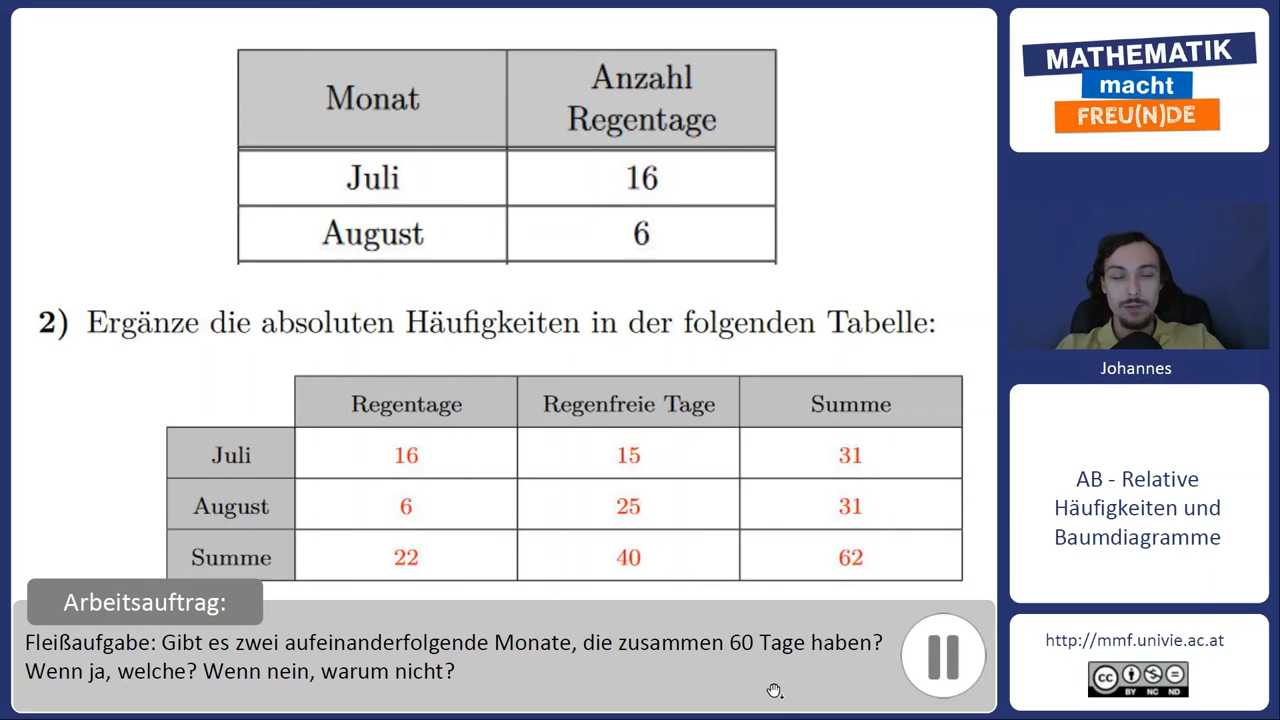 Monat
Anzahl
Regentage
Juli
16
August
6
2) Ergänze die absoluten Häufigkeiten in der folgenden Tabelle:
Regentage
Regenfreie Tage
Summe
Juli
16
15
31
August
6
25
31
Summe
22
40
62
Arbeitsauftrag:
Fleißaufgabe: Gibt es zwei aufeinanderfolgende Monate, die zusammen 60 Tage haben?
Wenn ja, welche? Wenn nein, warum nicht?
MATHEMATIK
macht
FREU(N)DE
Johannes
AB - Relative
Häufigkeiten und
Baumdiagramme
http://mmf.univie.ac.at
CC
BY NC ND